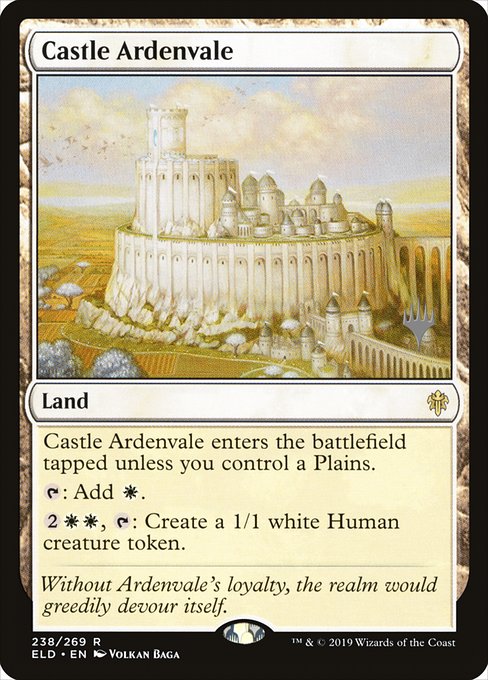 Castle Ardenvale
Land
Castle Ardenvale enters the battlefield
tapped unless you control a Plains.
: Add .
2, : Create a 1/1 white Human
creature token.
Without Ardenvale's loyalty, the realm would
greedily devour itself.
238/269 R
ELD • EN Volkan Baga
™ & © 2019 Wizards of the Coast